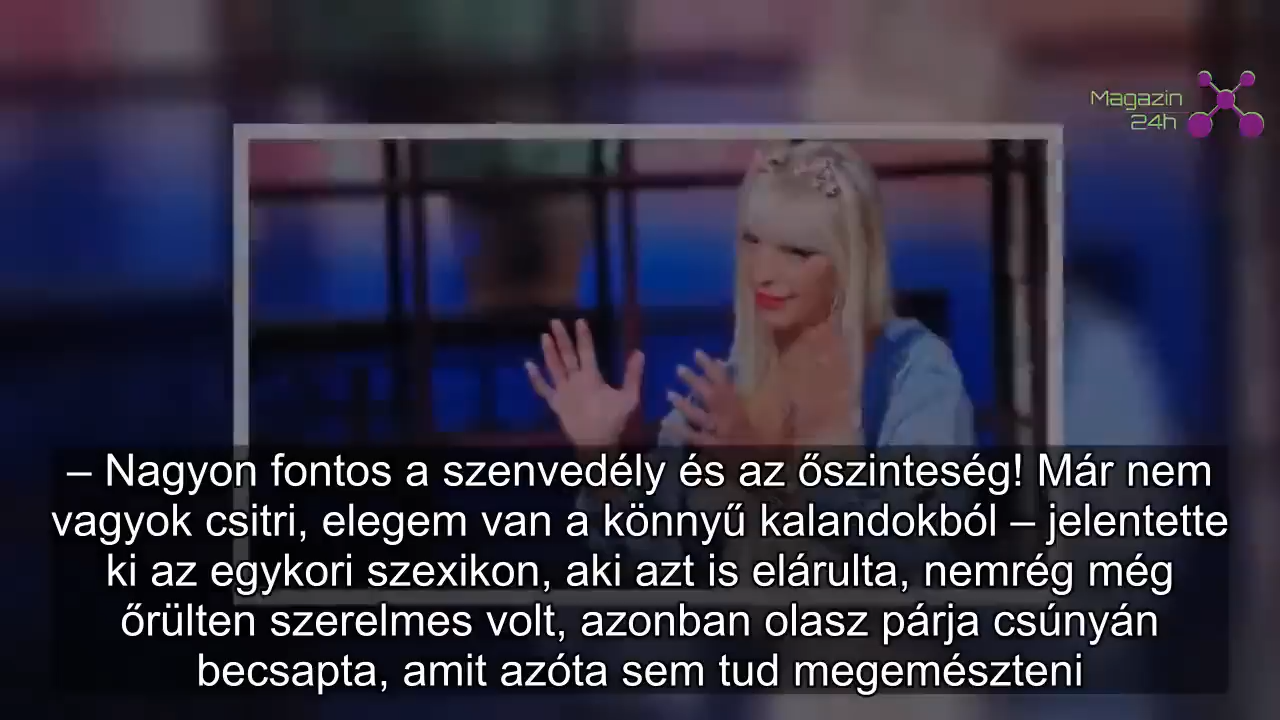 Magazin
24h
– Nagyon fontos a szenvedély és az őszinteség! Már nem
vagyok csitri, elegem van a könnyű kalandokból – jelentette
ki az egykori szexikon, aki azt is elárulta, nemrég még
őrülten szerelmes volt, azonban olasz párja csúnyán
becsapta, amit azóta sem tud megemészteni